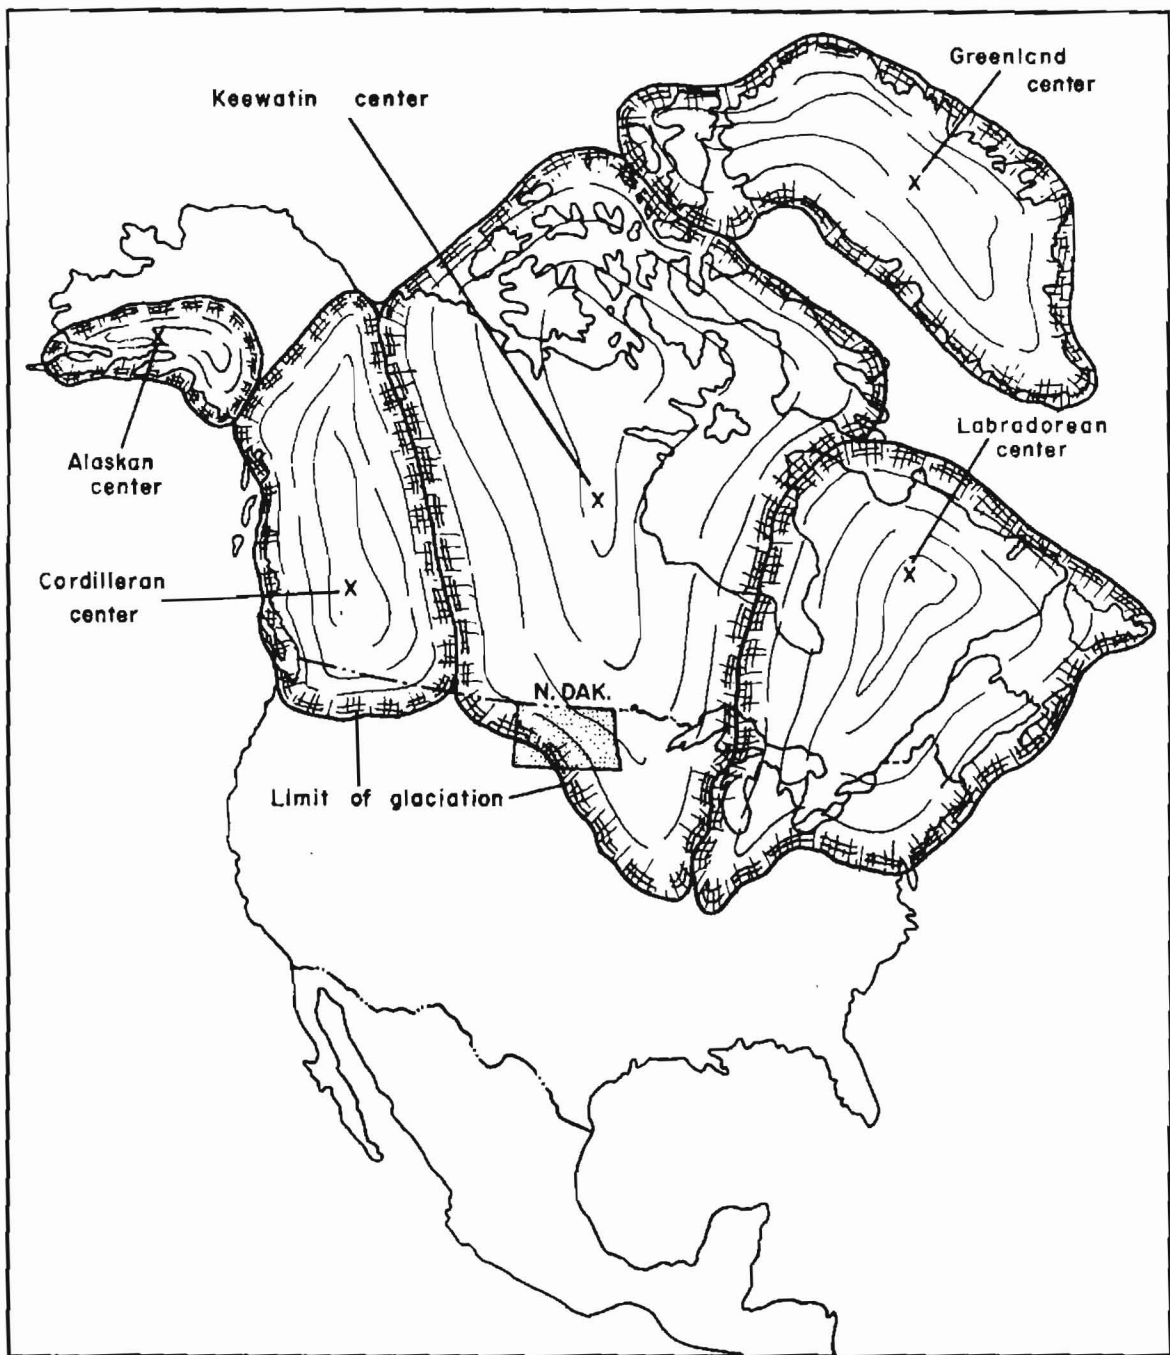 Greenland
center
Keewatin center
Labradorean
center
Alaskan
center
Cordilleran
center
N. DAK.
Limit of glaciation